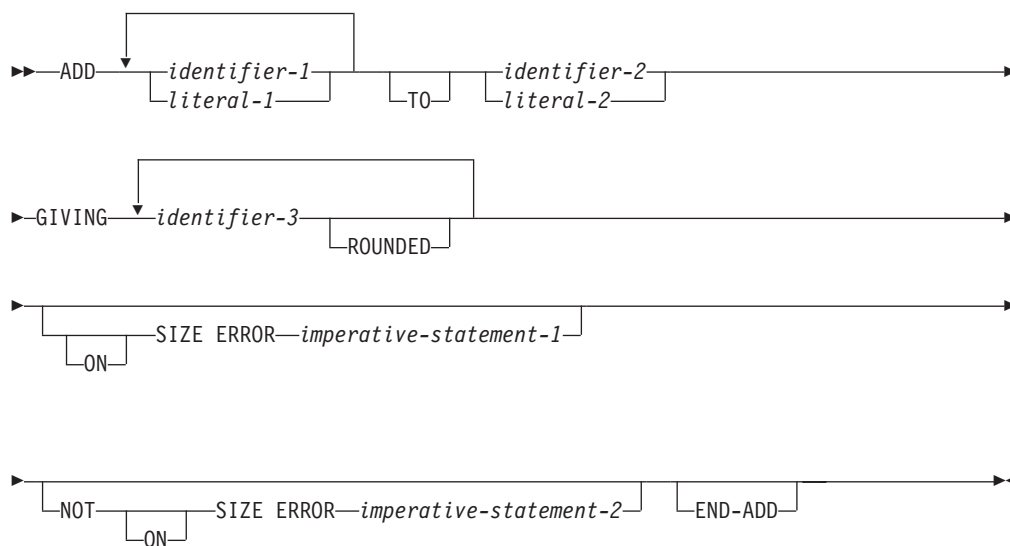 ADD identifier-1 TO identifier-2
literal-1 literal-2
GIVING identifier-3
ROUNDED
SIZE ERROR imperative-statement-1
ON
NOT SIZE ERROR imperative-statement-2 END-ADD
ON